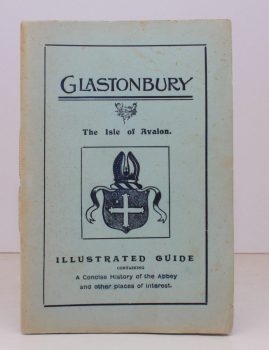 GLASTONBURY
The Isle of Avalon.
ILLUSTRATED GUIDE
CONTAINING
A Concise History of the Abbey
and other places of Interest.